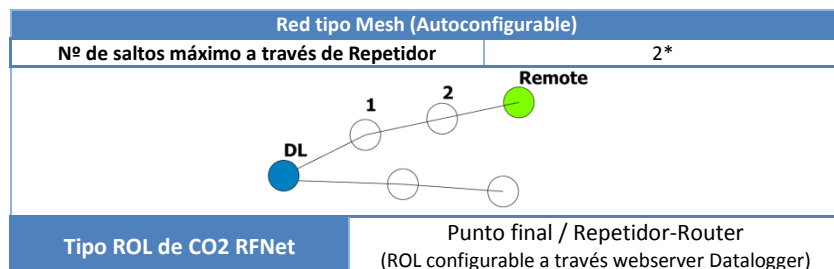 Red tipo Mesh (Autoconfigurable)
Nº de saltos máximo a través de Repetidor 2*
Remote
1 2
DL
Tipo ROL de CO2 RFNet
Punto final / Repetidor-Router
(ROL configurable a través webserver Datalogger)